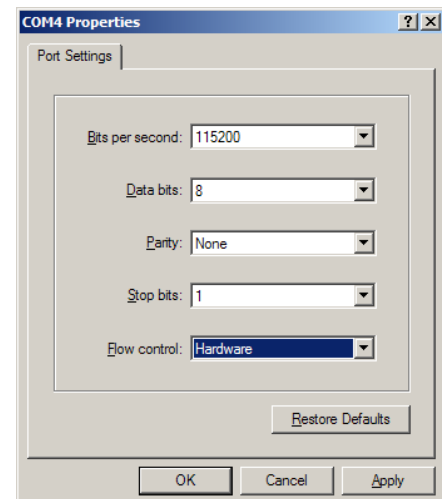 COM4 Properties
Port Settings
Bits per second: 115200
Data bits: 8
Parity: None
Stop bits: 1
Flow control: Hardware
Restore Defaults
OK Cancel Apply